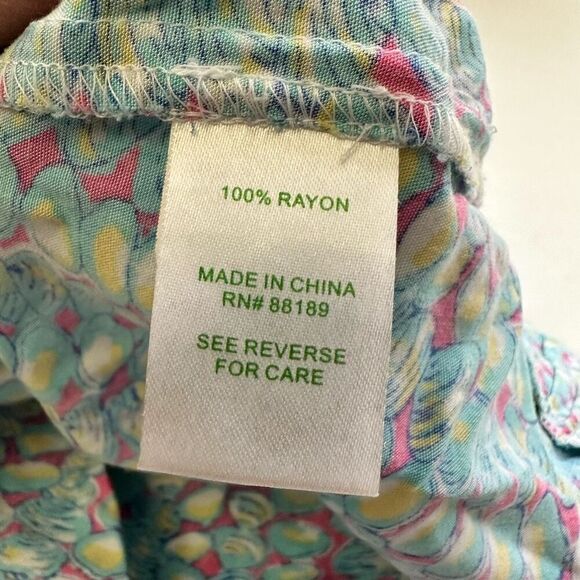 100% RAYON
MADE IN CHINA
RN# 88189
SEE REVERSE
FOR CARE